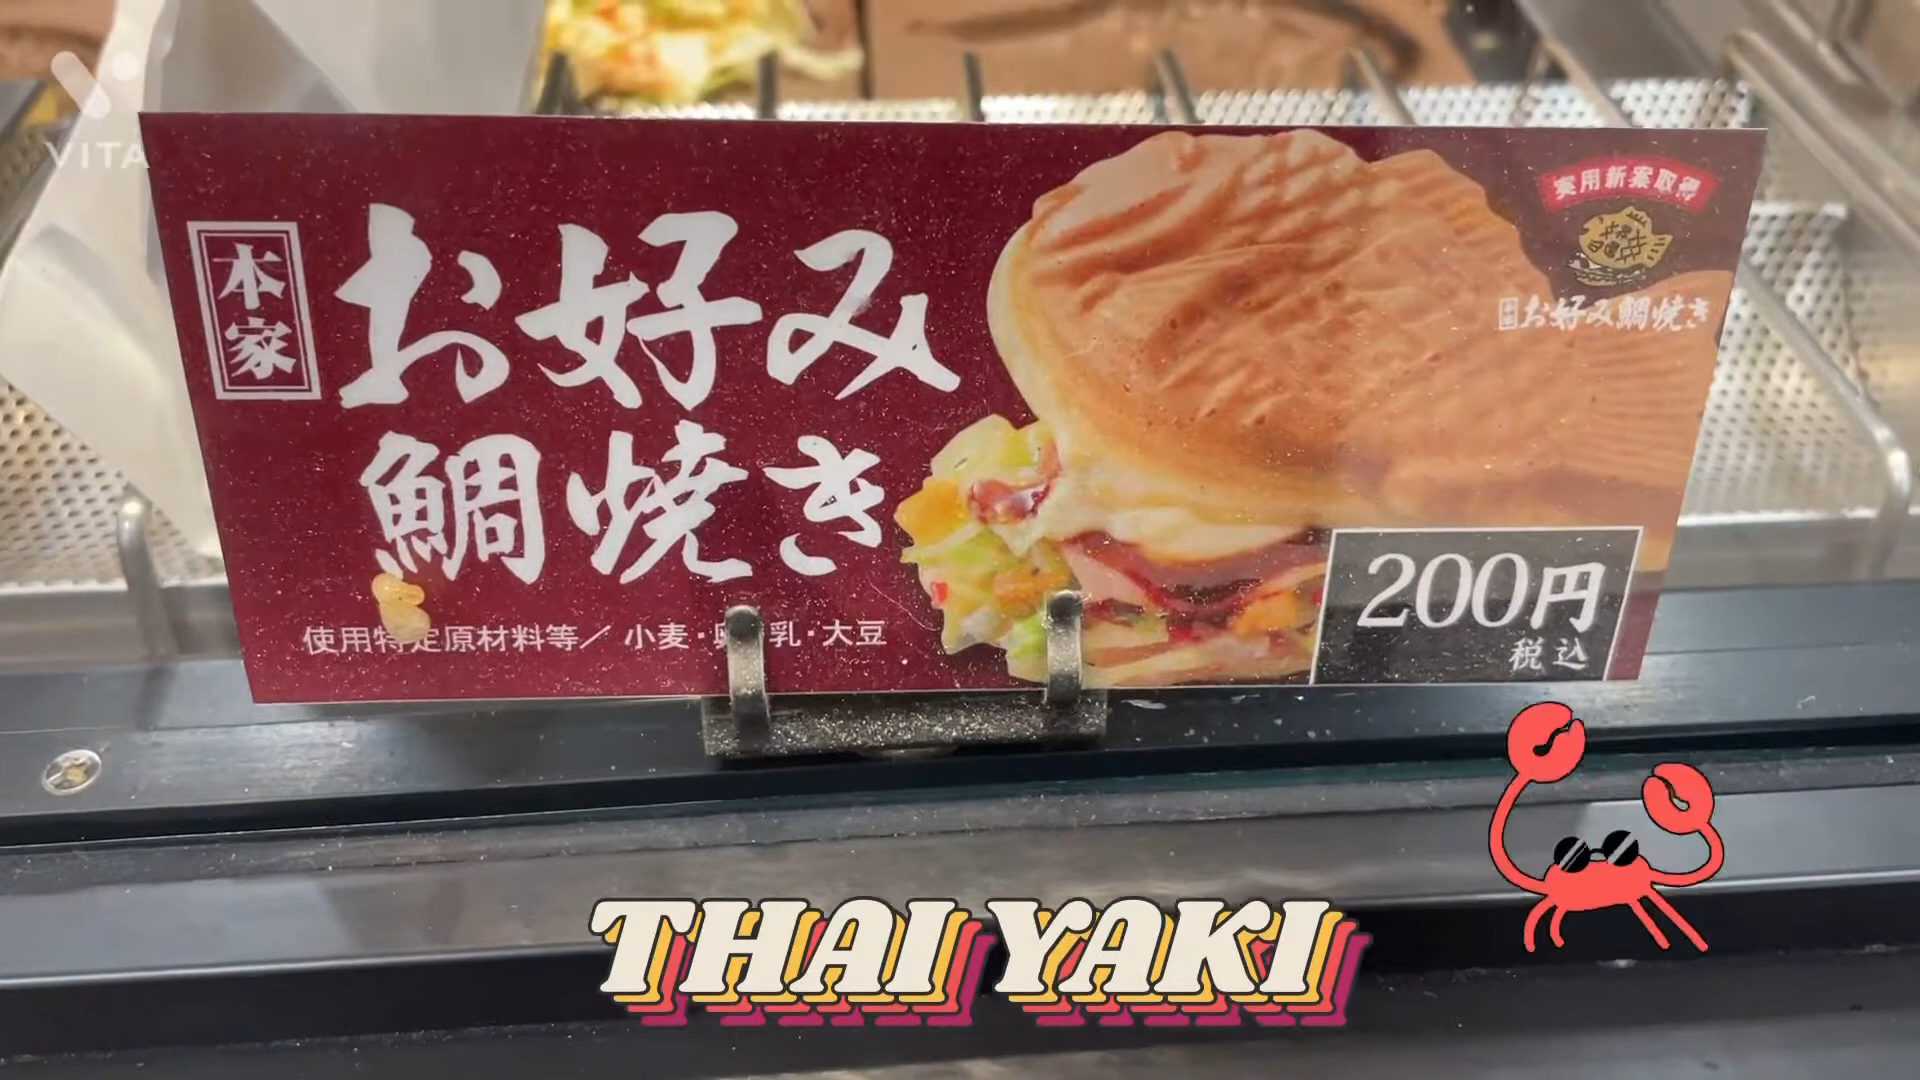 VITA
本家
お好み
鯛焼き
実用新案取得
本家お好み鯛焼き
使用特定原材料等／ 小麦・ 乳・大豆
200円
税込
THAI YAKI